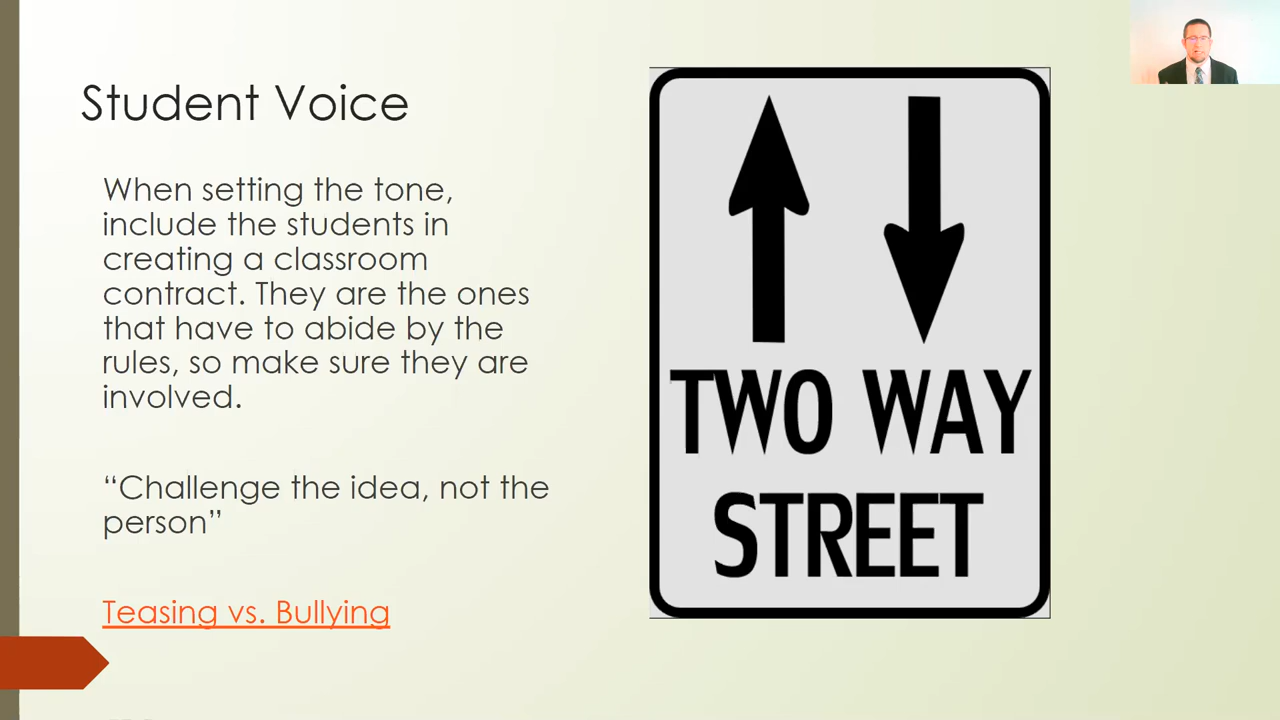 Student Voice
When setting the tone,
include the students in
creating a classroom
contract. They are the ones
that have to abide by the
rules, so make sure they are
involved.
“Challenge the idea, not the
person”
Teasing vs. Bullying
TWO WAY
STREET